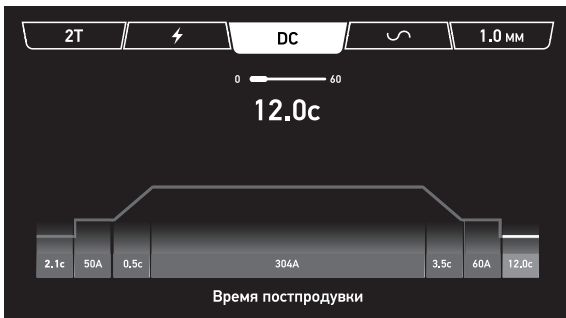 2T DC 1.0 мм
0 60
12.0с
2.1с 50А 0.5с 304А 3.5с 60А 12.0с
Время постпродувки